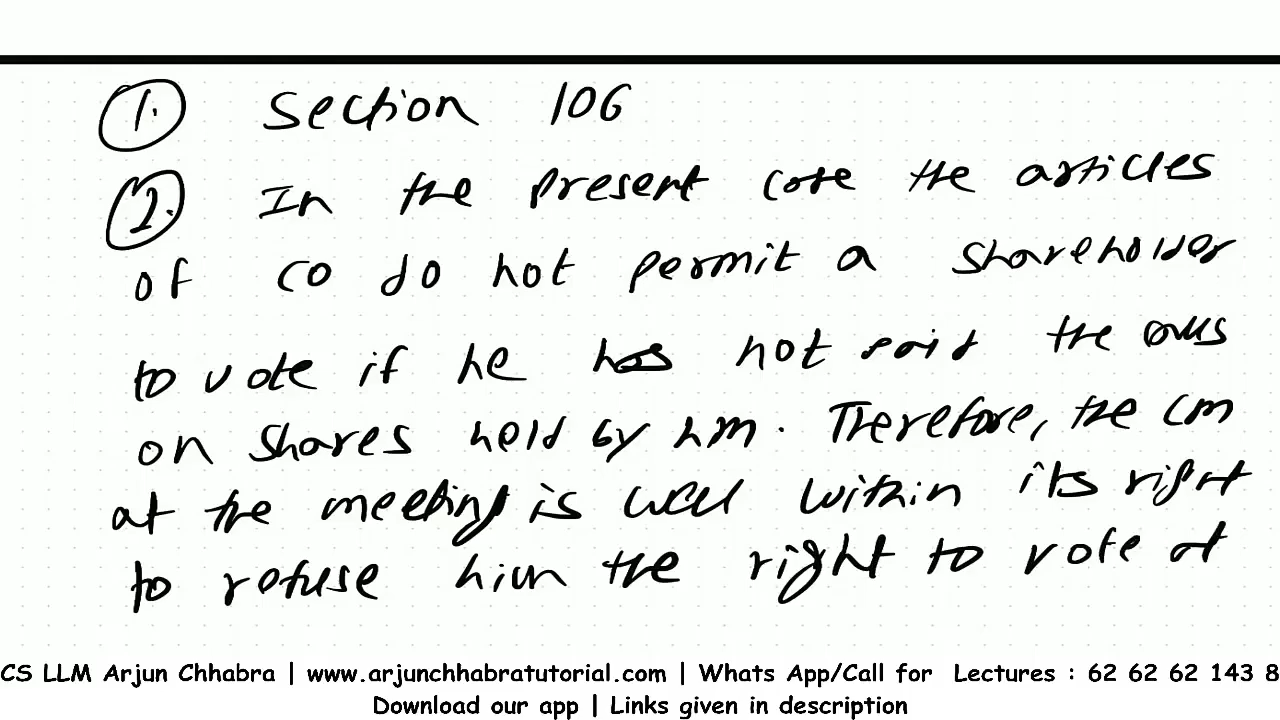 1. Section 106
2. In the present case the articles
of co do not permit a shareholder
to vote if he has not paid the calls
on shares held by him. Therefore, the CM
at the meeting is well within its right
to refuse him the right to vote at
CS LLM Arjun Chhabra | www.arjunchhabratutorial.com | Whats App/Call for Lectures : 62 62 62 143 8
Download our app | Links given in description